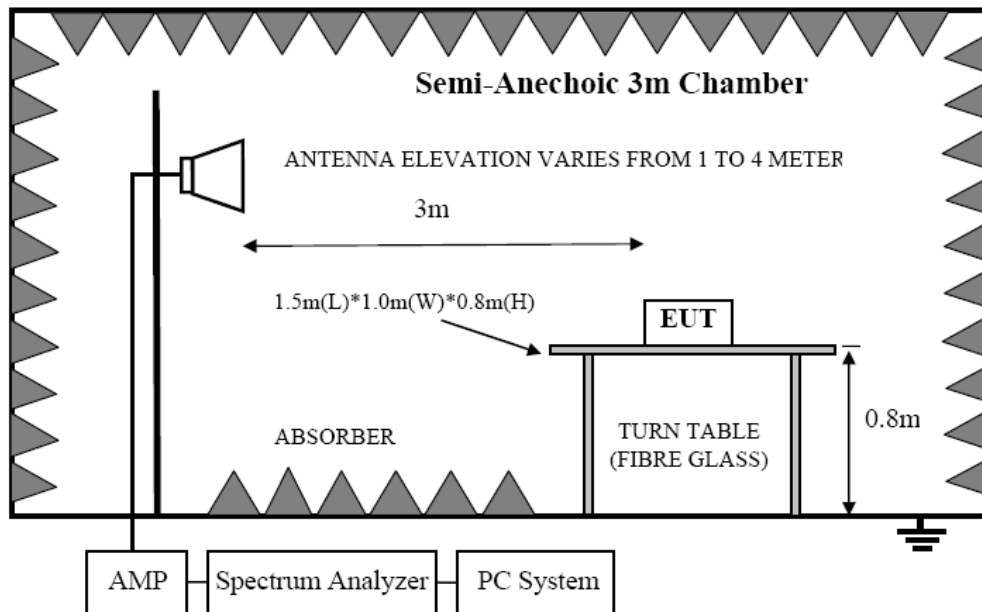 Semi-Anechoic 3m Chamber
ANTENNA ELEVATION VARIES FROM 1 TO 4 METER
3m
1.5m(L)*1.0m(W)*0.8m(H)
EUT
ABSORBER
TURN TABLE
(FIBRE GLASS)
0.8m
AMP
Spectrum Analyzer
PC System